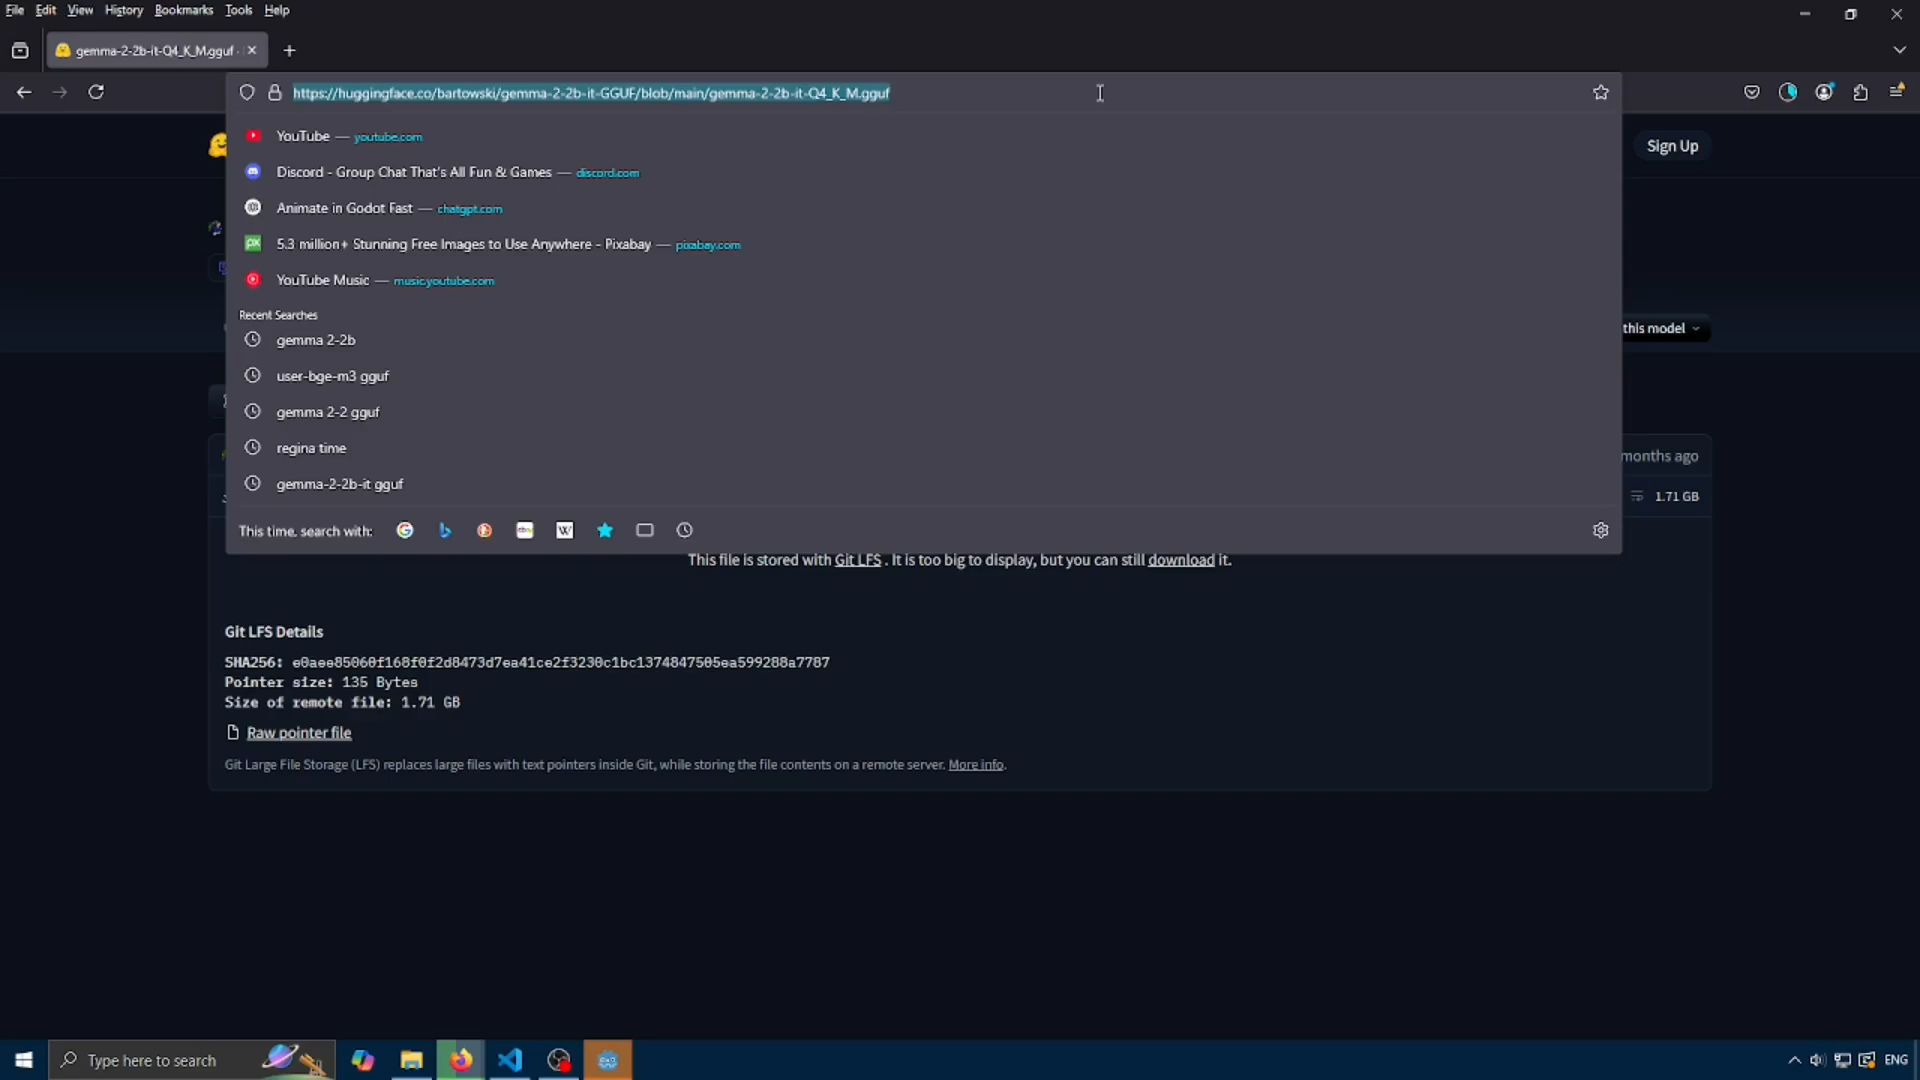 File Edit View History Bookmarks Tools Help
gemma-2-2b-it-Q4_K_M.gguf
https://huggingface.co/bartowski/gemma-2-2b-it-GGUF/blob/main/gemma-2-2b-it-Q4_K_M.gguf
YouTube — youtube.com
Sign Up
Discord - Group Chat That's All Fun & Games — discord.com
Animate in Godot Fast — chatgpt.com
5.3 million+ Stunning Free Images to Use Anywhere - Pixabay — pixabay.com
YouTube Music — music.youtube.com
Recent Searches
this model
gemma 2-2b
user-bge-m3 gguf
gemma 2-2 gguf
regina time
months ago
gemma-2-2b-it gguf
1.71 GB
This time, search with:
This file is stored with Git LFS . It is too big to display, but you can still download it.
Git LFS Details
SHA256: e0aee85060f168f0f2d8473d7ea41ce2f3230c1bc1374847505ea599288a7787
Pointer size: 135 Bytes
Size of remote file: 1.71 GB
Raw pointer file
Git Large File Storage (LFS) replaces large files with text pointers inside Git, while storing the file contents on a remote server. More info.
Type here to search
ENG